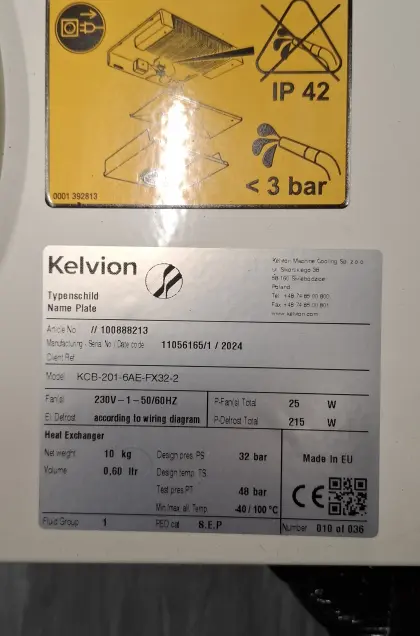 IP 42
< 3 bar
0001 392813
Kelvion
Typenschild
Name Plate
Kelvion Machine Cooling Sp. z o.o.
Poland
www.kelvion.com
Article No. // 100888213
Manufacturing - Serial No / Date code 11056165/1 / 2024
Client Ref
Model KCB-201-6AE-FX32-2
Fan(s) 230V-1-50/60HZ P-Fan(s) Total 25 W
El. Defrost according to wiring diagram P-Defrost Total 215 W
Heat Exchanger
Net weight 10 kg Design pres. PS 32 bar
Volume 0,60 ltr Design temp. TS
Test pres. PT 48 bar
Min/max. all. Temp. -40 / 100 °C
Made In EU
CE
Fluid Group 1 PED cat. S.E.P Number 010 of 036